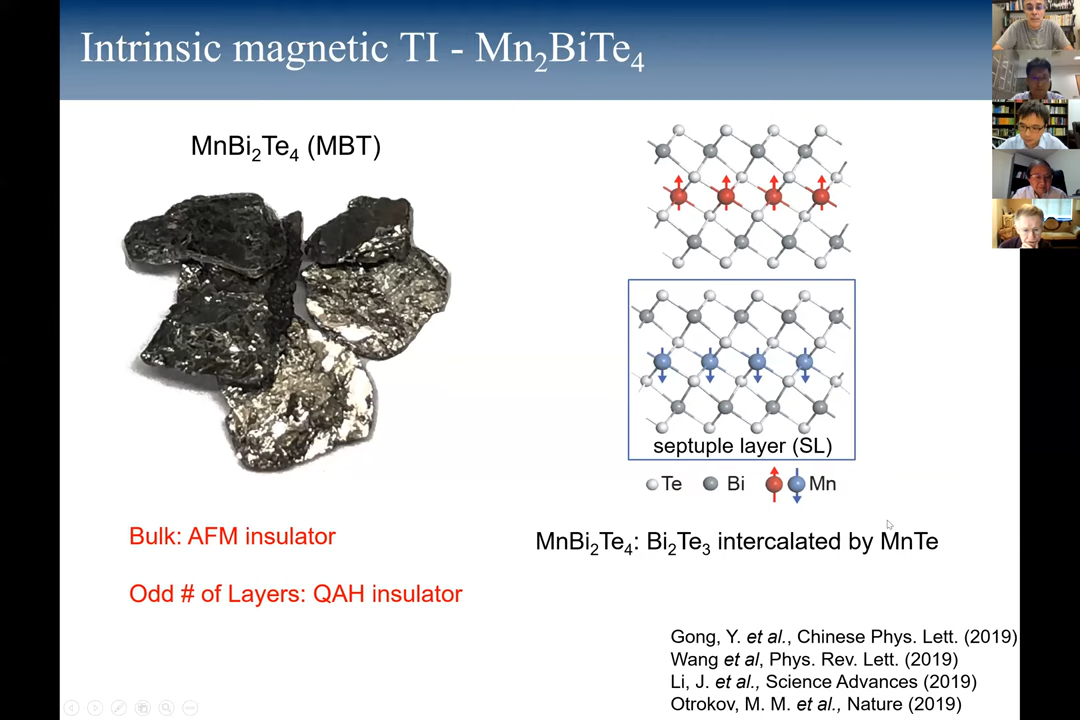 Intrinsic magnetic TI - Mn₂BiTe₄
MnBi₂Te₄ (MBT)
septuple layer (SL)
Te Bi Mn
Bulk: AFM insulator
MnBi₂Te₄: Bi₂Te₃ intercalated by MnTe
Odd # of Layers: QAH insulator
Gong, Y. et al., Chinese Phys. Lett. (2019)
Wang et al, Phys. Rev. Lett. (2019)
Li, J. et al., Science Advances (2019)
Otrokov, M. M. et al., Nature (2019)